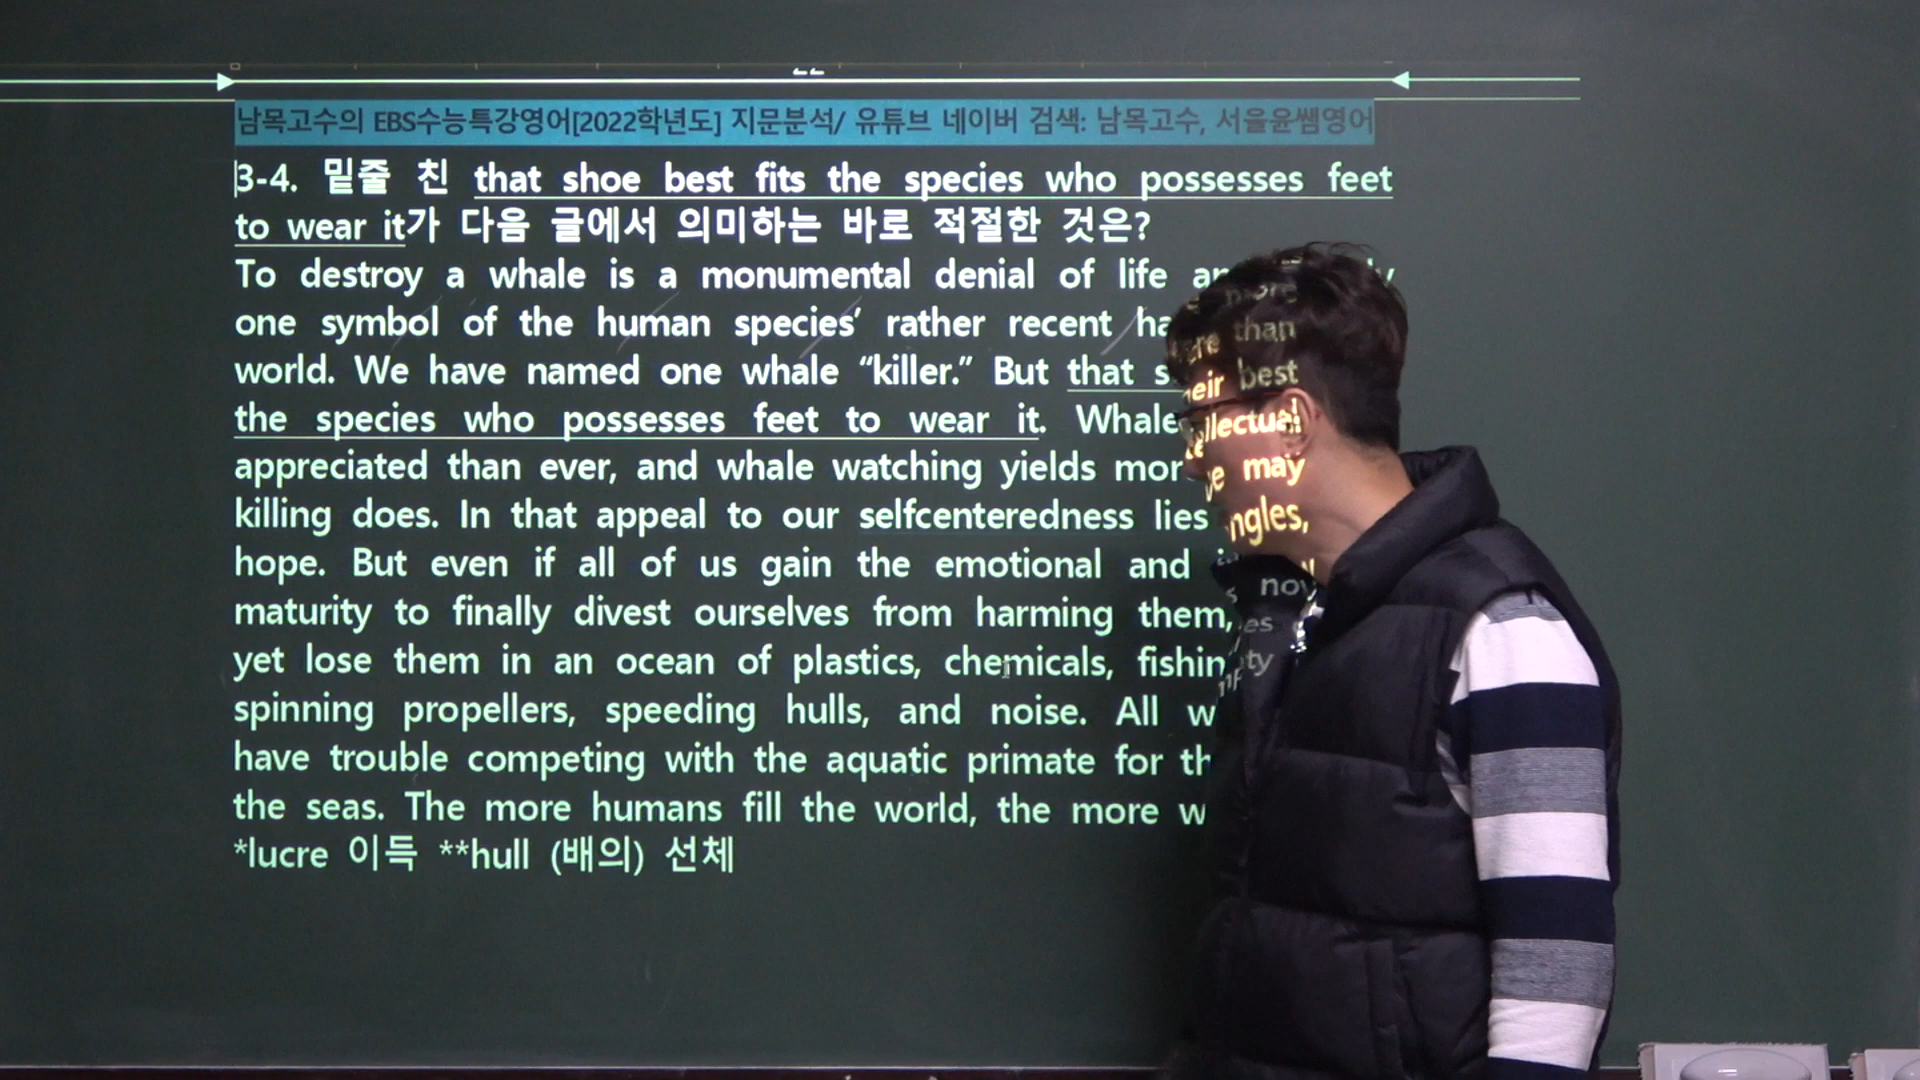 남목고수의 EBS수능특강영어[2022학년도] 지문분석/ 유튜브 네이버 검색: 남목고수, 서울윤쌤영어
3-4. 밑줄 친 that shoe best fits the species who possesses feet
to wear it가 다음 글에서 의미하는 바로 적절한 것은?
To destroy a whale is a monumental denial of life
one symbol of the human species’ rather recent more
world. We have named one whale “killer.” But that than
the species who possesses feet to wear it. best
appreciated than ever, and whale watching yields llectual
killing does. In that appeal to our selfcenteredness lies may
hope. But even if all of us gain the emotional and ngles,
maturity to finally divest ourselves from harming them,
yet lose them in an ocean of plastics, chemicals,
spinning propellers, speeding hulls, and noise. All
have trouble competing with the aquatic primate for
the seas. The more humans fill the world, the more
*lucre 이득 **hull (배의) 선체